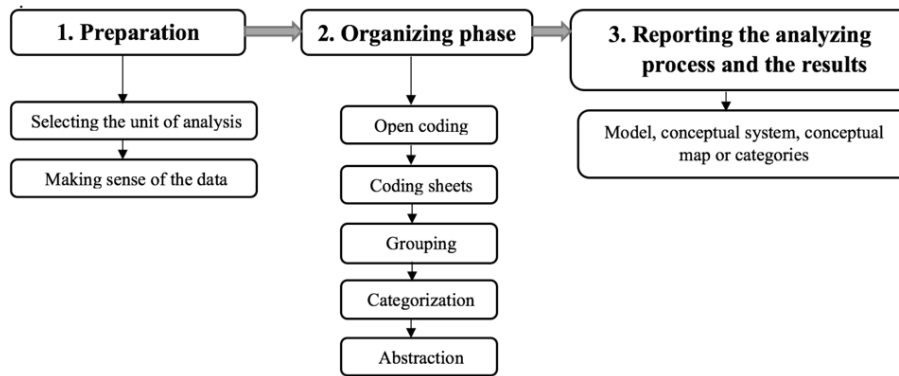 1. Preparation
Selecting the unit of analysis
Making sense of the data
2. Organizing phase
Open coding
Coding sheets
Grouping
Categorization
Abstraction
3. Reporting the analyzing
process and the results
Model, conceptual system, conceptual
map or categories